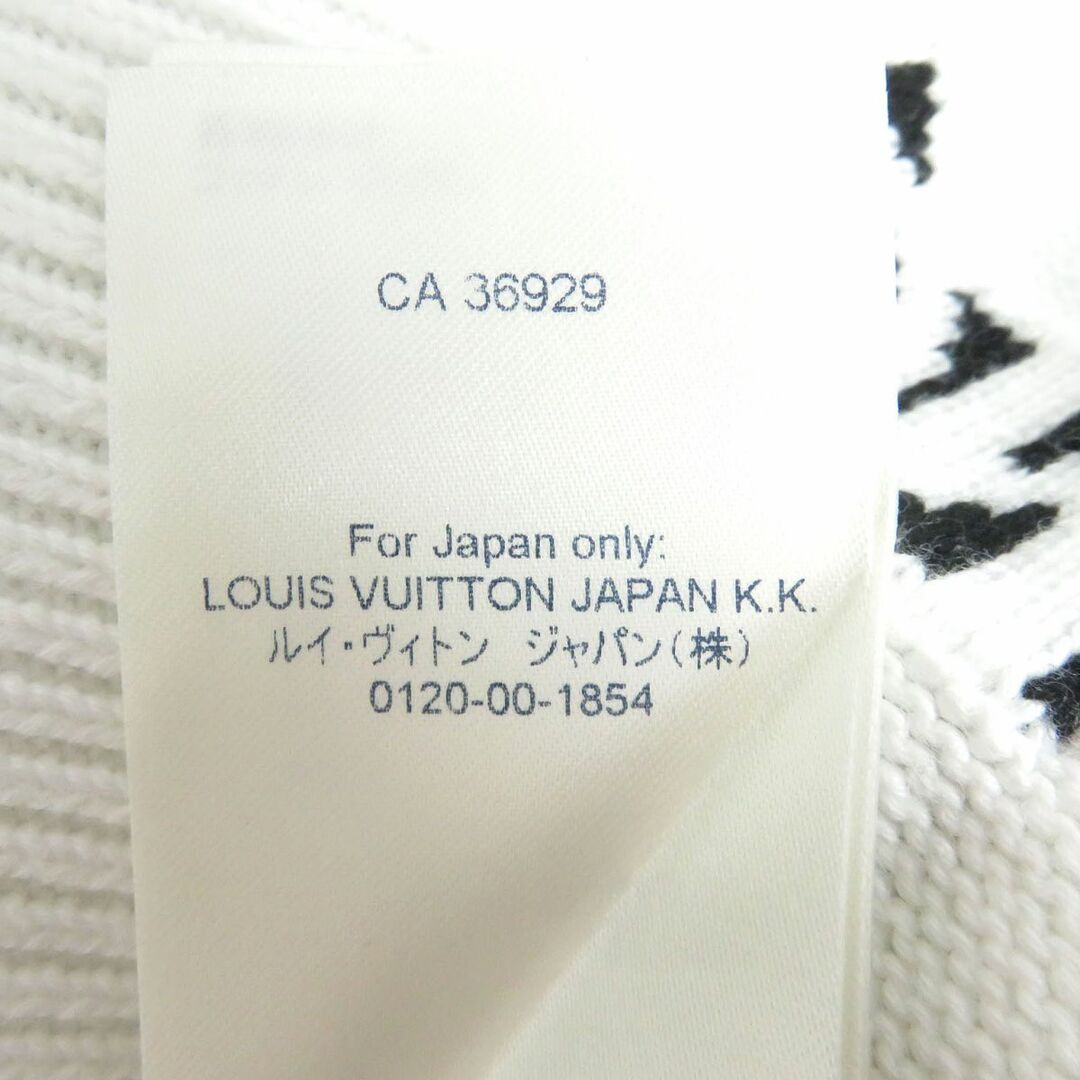 CA 36929
For Japan only:
LOUIS VUITTON JAPAN K.K.
ルイ・ヴィトン ジャパン(株)
0120-00-1854